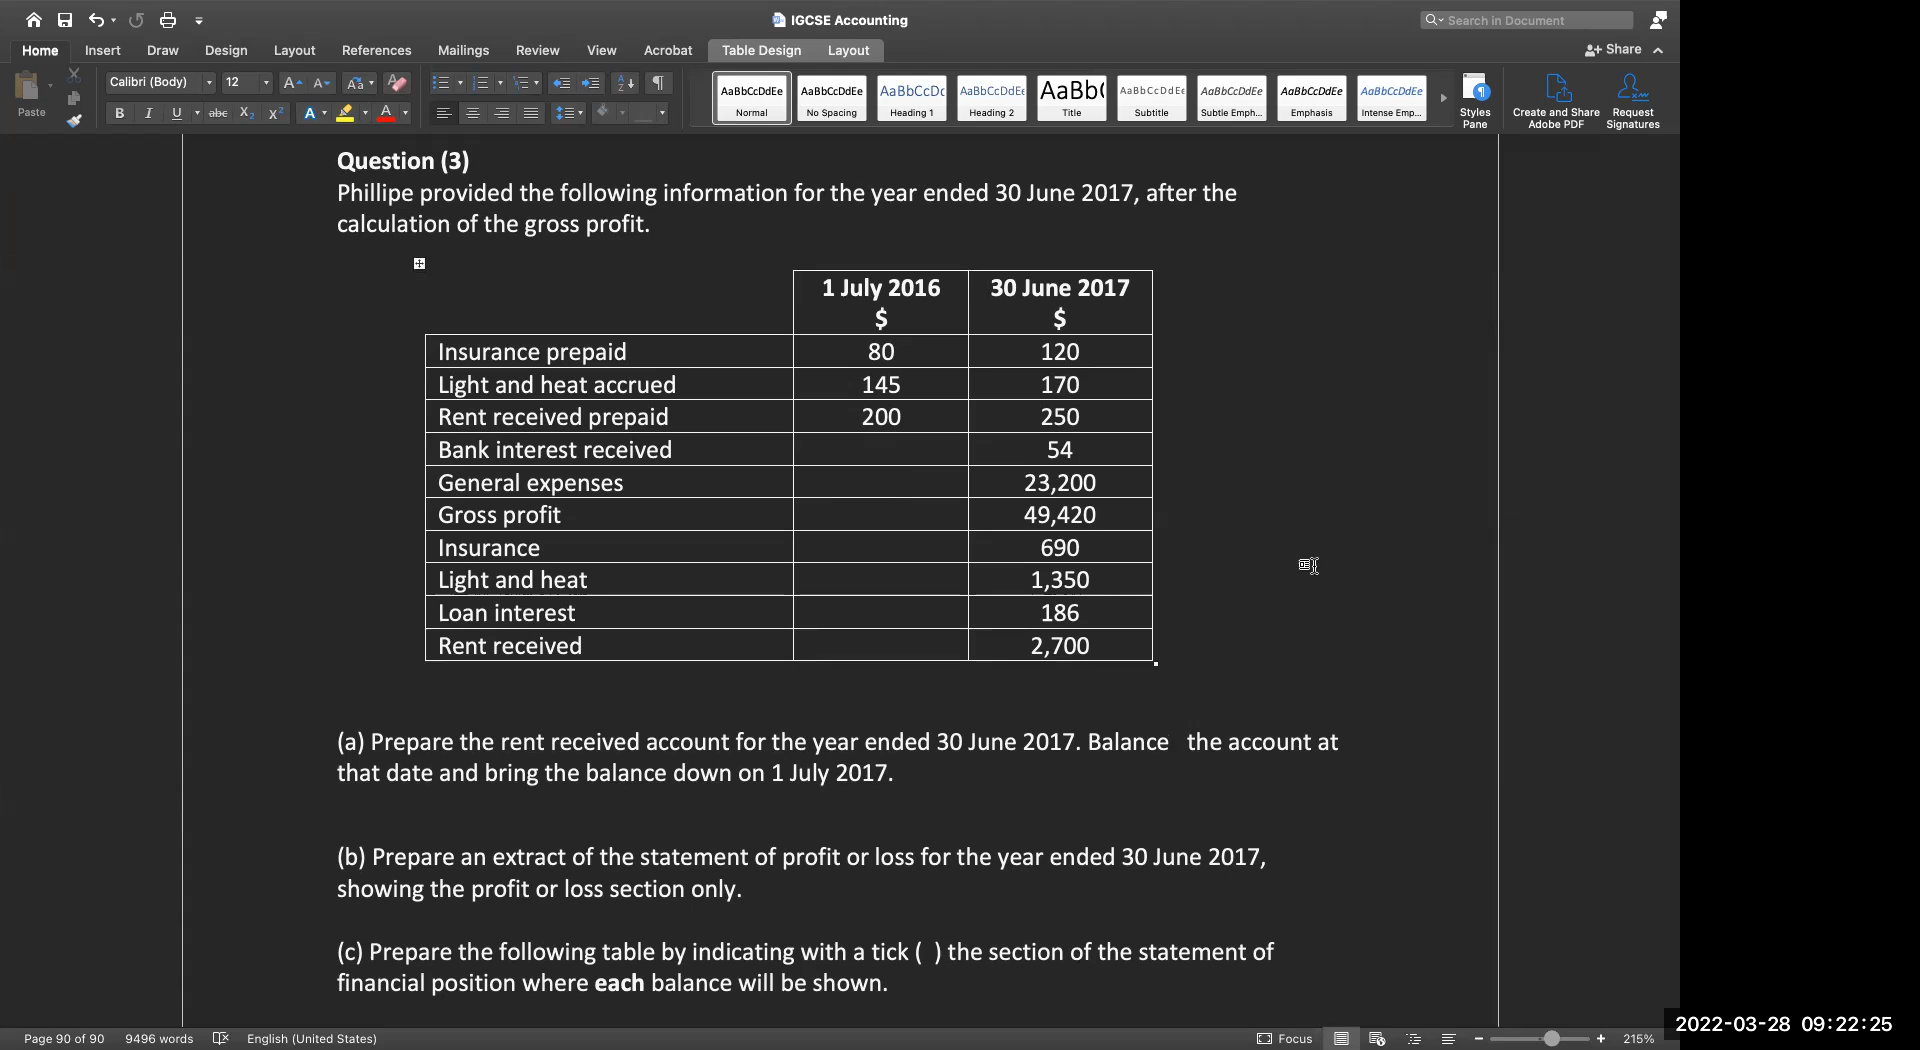 IGCSE Accounting
Search in Document
Home Insert Draw Design Layout References Mailings Review View Acrobat Table Design Layout
Share
Paste
Calibri (Body) 12
AaBbCcDdEe AaBbCcDdEe AaBbCcDc AaBbCcDdEe AaBb( AaBbCcDdEe AaBbCcDdEe AaBbCcDdEe AaBbCcDdEe
Normal No Spacing Heading 1 Heading 2 Title Subtitle Subtle Emph... Emphasis Intense Emp...
Styles Pane
Create and Share Adobe PDF
Request Signatures
Question (3)
Phillipe provided the following information for the year ended 30 June 2017, after the
calculation of the gross profit.
1 July 2016 30 June 2017
$ $
Insurance prepaid 80 120
Light and heat accrued 145 170
Rent received prepaid 200 250
Bank interest received 54
General expenses 23,200
Gross profit 49,420
Insurance 690
Light and heat 1,350
Loan interest 186
Rent received 2,700
(a) Prepare the rent received account for the year ended 30 June 2017. Balance the account at
that date and bring the balance down on 1 July 2017.
(b) Prepare an extract of the statement of profit or loss for the year ended 30 June 2017,
showing the profit or loss section only.
(c) Prepare the following table by indicating with a tick ( ) the section of the statement of
financial position where each balance will be shown.
Page 90 of 90 9496 words English (United States) Focus 215%
2022-03-28 09:22:25